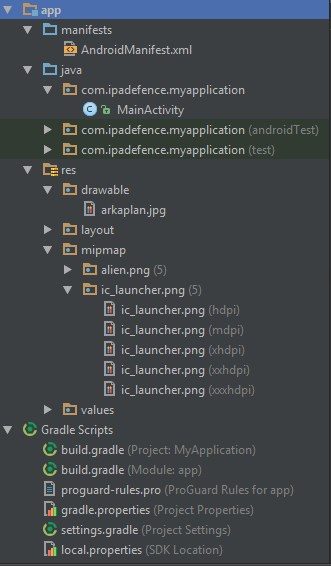 app
manifests
AndroidManifest.xml
java
com.ipadefence.myapplication
MainActivity
com.ipadefence.myapplication (androidTest)
com.ipadefence.myapplication (test)
res
drawable
arkaplan.jpg
layout
mipmap
alien.png (5)
ic_launcher.png (5)
ic_launcher.png (hdpi)
ic_launcher.png (mdpi)
ic_launcher.png (xhdpi)
ic_launcher.png (xxhdpi)
ic_launcher.png (xxxhdpi)
values
Gradle Scripts
build.gradle (Project: MyApplication)
build.gradle (Module: app)
proguard-rules.pro (ProGuard Rules for app)
gradle.properties (Project Properties)
settings.gradle (Project Settings)
local.properties (SDK Location)